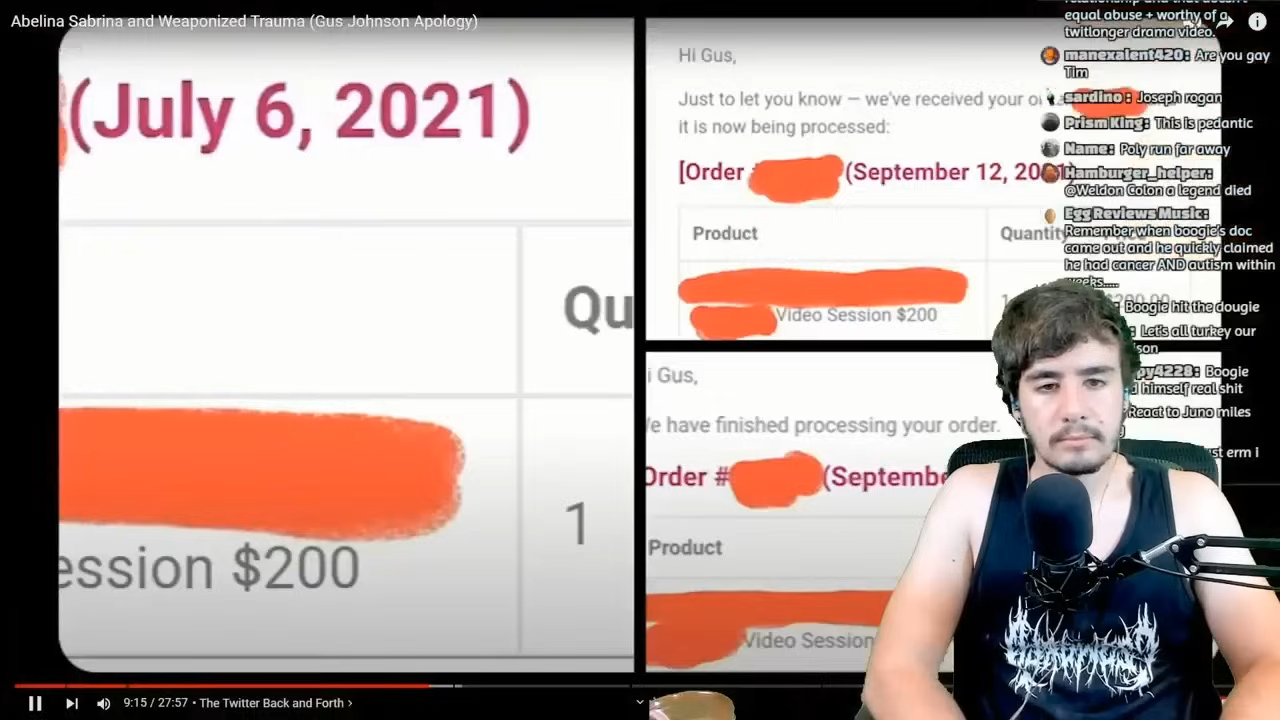 Abelina Sabrina and Weaponized Trauma (Gus Johnson Apology)
(July 6, 2021)
Qu
ession $200
1
Hi Gus,
Just to let you know — we've received your
it is now being processed:
[Order
(September 12, 20
Product
Quantity
1
Video Session $200
i Gus,
We have finished processing your order.
Order #
(Septembe
Product
Video Session
equal abuse + worthy of a
twitlonger drama video.
manexalent420: Are you gay
Tim
sardino : Joseph rogan
PrismKing: This is pedantic
Name: Poly run far away
Hamburger_helper:
@Weldon Colon a legend died
Egg Reviews Music:
Remember when boogie's doc
came out and he quickly claimed
he had cancer AND autism within
weeks.....
Boogie hit the dougie
: Let's all turkey our
son
py4228: Boogie
d himself real shit
React to Juno miles
g
st erm i
9:15 / 27:57 • The Twitter Back and Forth >